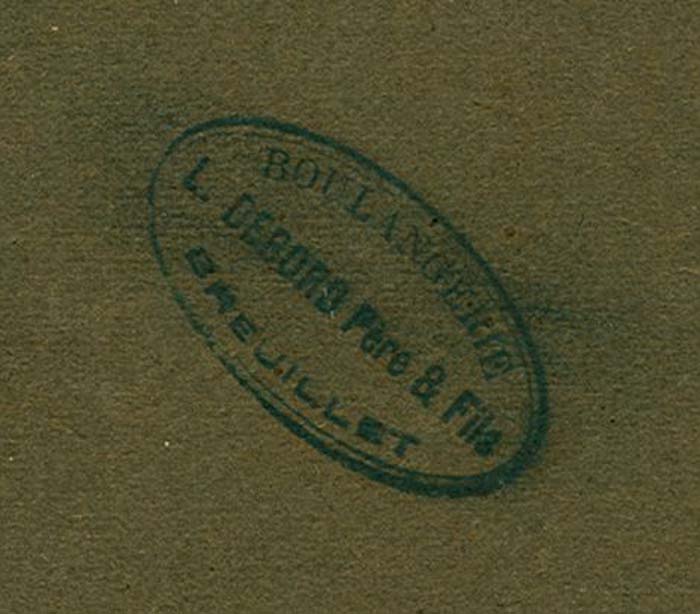 BOULANGERIE
L. DEBORD Père & Fils
BREUILLET